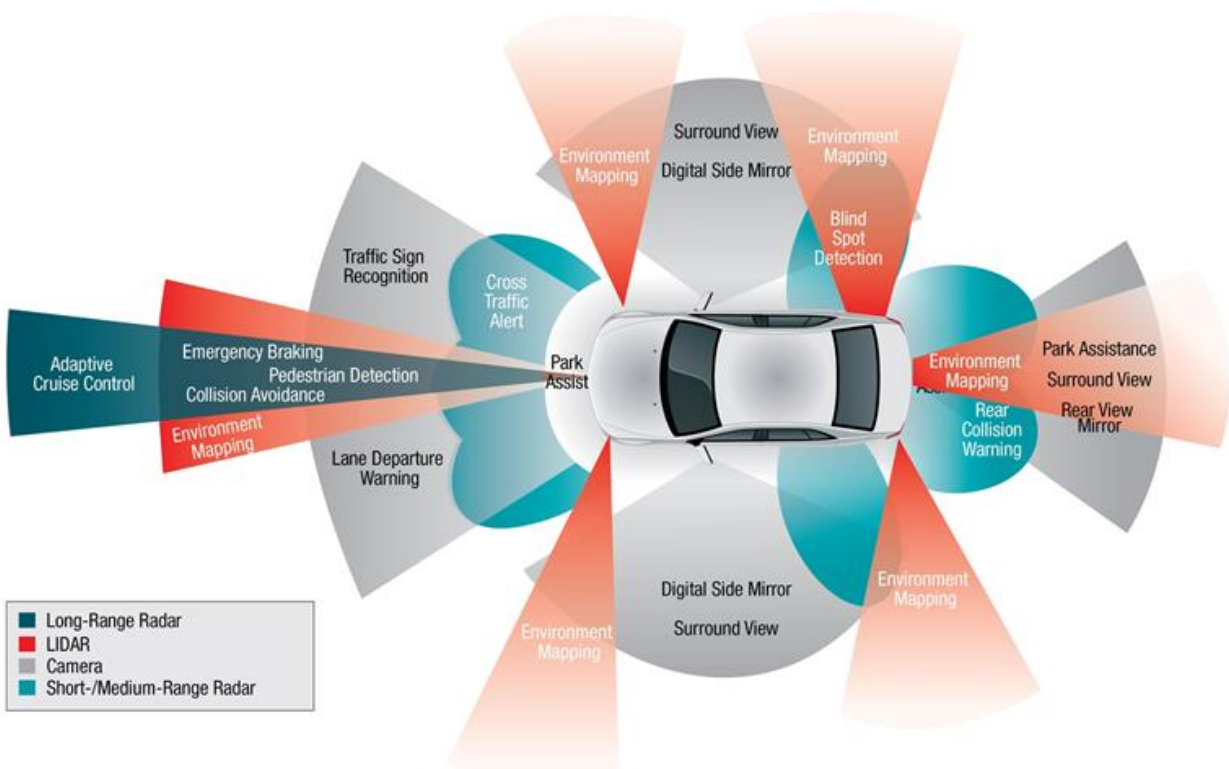 Surround View
Digital Side Mirror
Environment
Mapping
Environment
Mapping
Blind
Spot
Detection
Traffic Sign
Recognition
Cross
Traffic
Alert
Adaptive
Cruise Control
Emergency Braking
Pedestrian Detection
Collision Avoidance
Environment
Mapping
Park
Assist
Lane Departure
Warning
Environment
Mapping
Park Assistance
Surround View
Rear View
Mirror
Rear
Collision
Warning
Digital Side Mirror
Surround View
Environment
Mapping
Environment
Mapping
Long-Range Radar
LIDAR
Camera
Short-/Medium-Range Radar